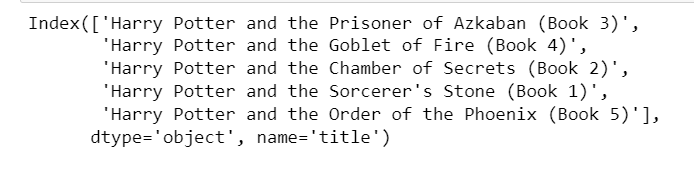 Index(['Harry Potter and the Prisoner of Azkaban (Book 3)',
'Harry Potter and the Goblet of Fire (Book 4)',
'Harry Potter and the Chamber of Secrets (Book 2)',
'Harry Potter and the Sorcerer's Stone (Book 1)',
'Harry Potter and the Order of the Phoenix (Book 5)'],
dtype='object', name='title')